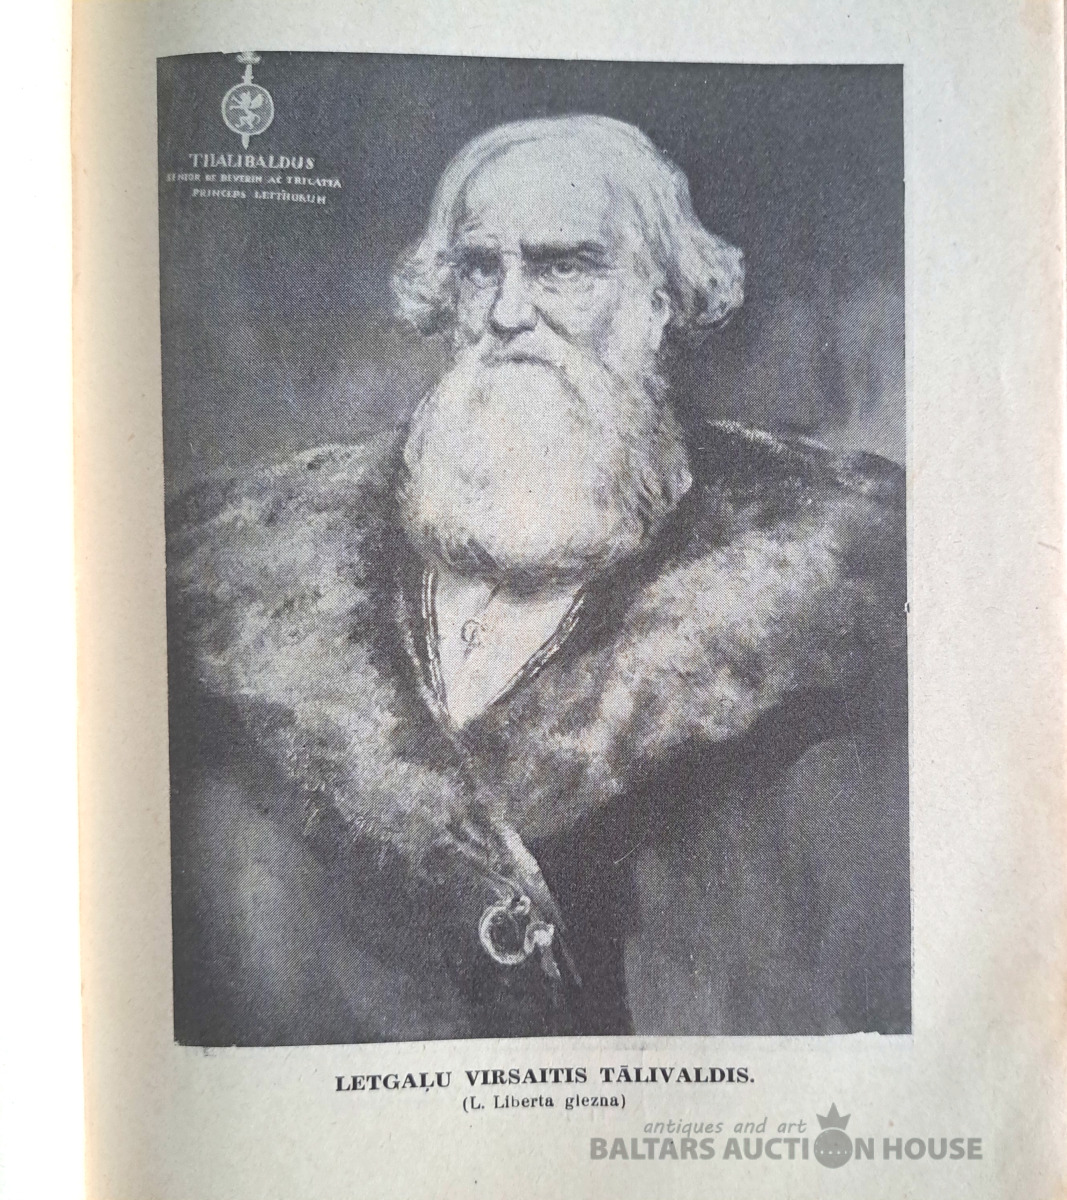 THALIBALDUS
SENIOR DE BEVERIN AC TRICATIA
PRINCEPS LETTHORUM
LETGAĻU VIRSAITIS TĀLIVALDIS.
(L. Liberta glezna)
antiques and art
BALTARS AUCTION HOUSE